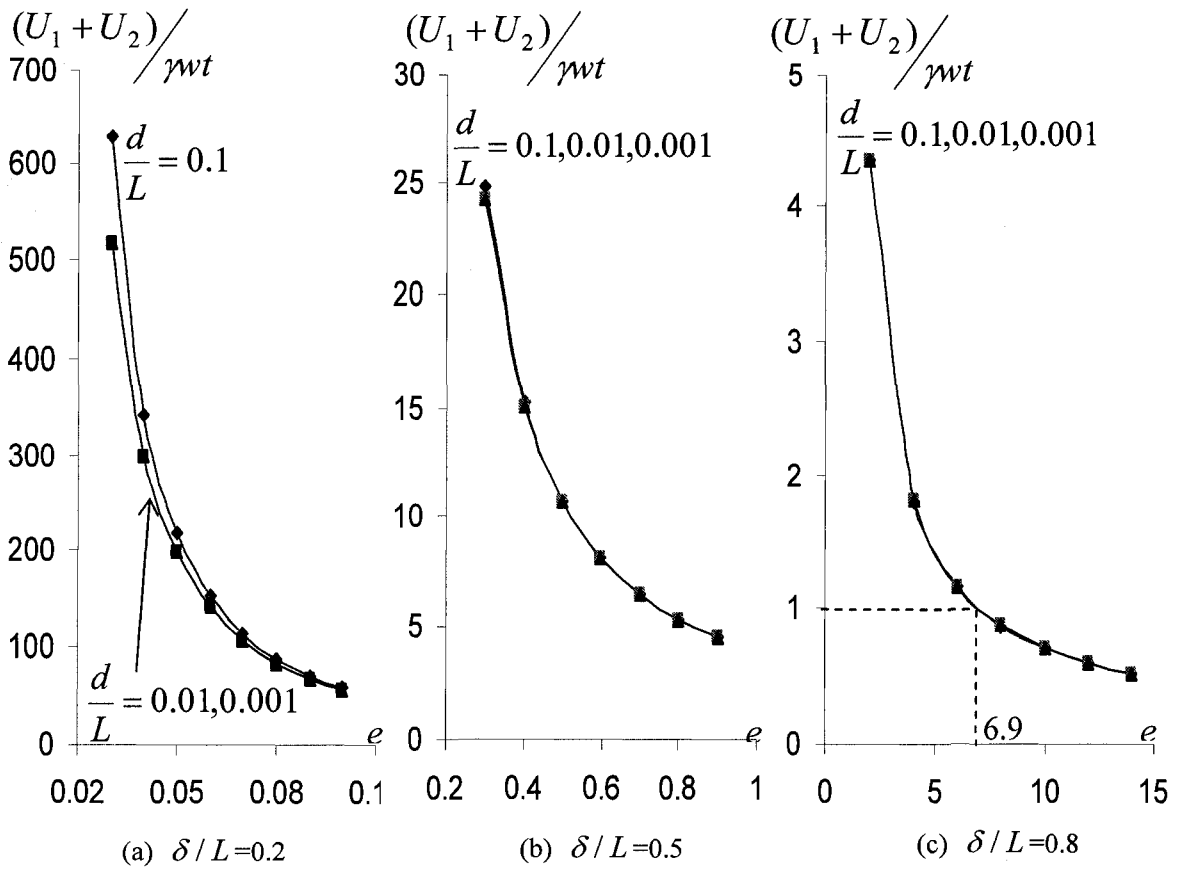 (U₁ + U₂) / γwt
700
600
500
400
300
200
100
0
d/L = 0.1
d/L = 0.01,0.001
e
0.02 0.05 0.08 0.1
(a) δ / L =0.2
(U₁ + U₂) / γwt
30
25
20
15
10
5
0
d/L = 0.1,0.01,0.001
e
0.2 0.4 0.6 0.8 1
(b) δ / L =0.5
(U₁ + U₂) / γwt
5
4
3
2
1
0
d/L = 0.1,0.01,0.001
6.9
e
0 5 10 15
(c) δ / L =0.8